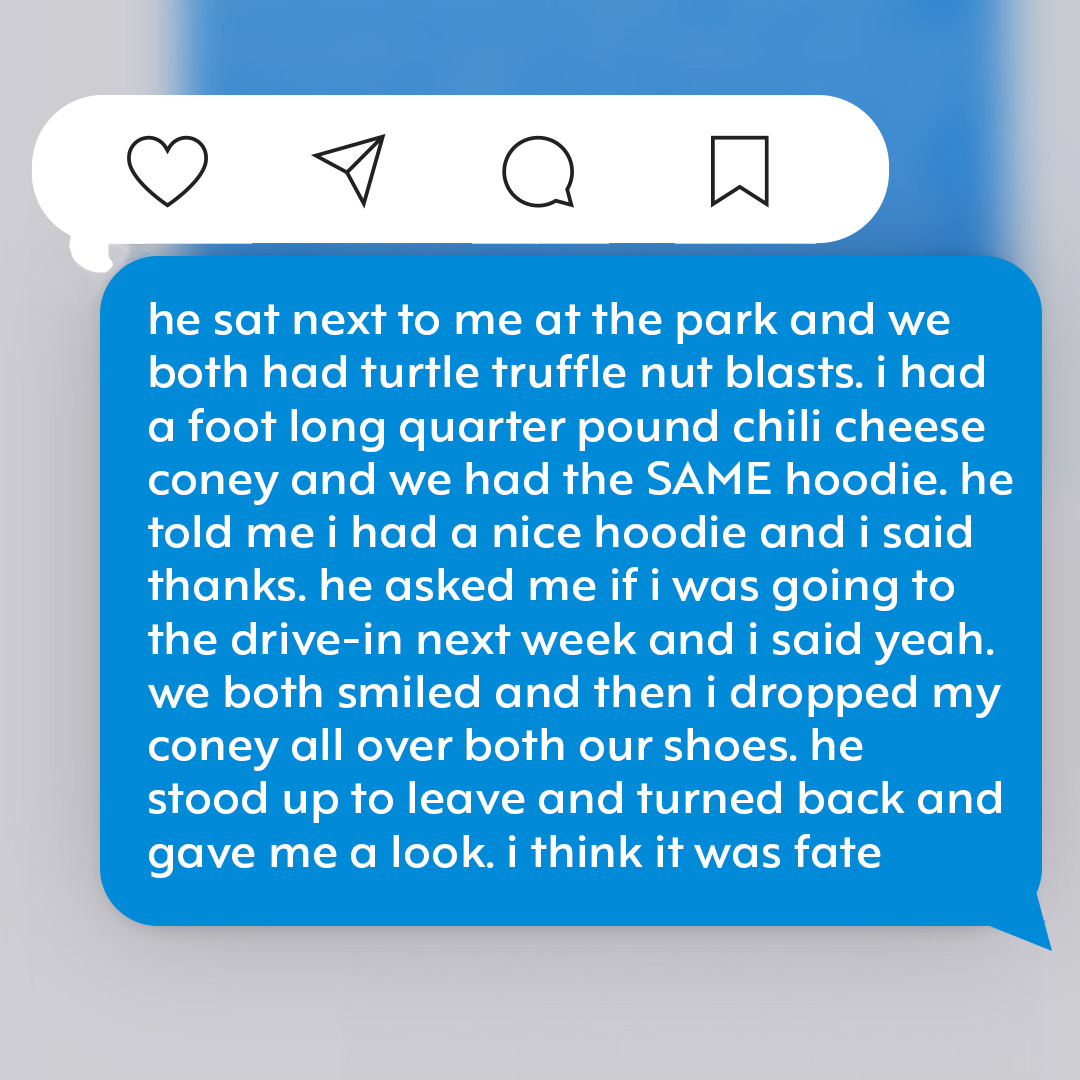 he sat next to me at the park and we
both had turtle truffle nut blasts. i had
a foot long quarter pound chili cheese
coney and we had the SAME hoodie. he
told me i had a nice hoodie and i said
thanks. he asked me if i was going to
the drive-in next week and i said yeah.
we both smiled and then i dropped my
coney all over both our shoes. he
stood up to leave and turned back and
gave me a look. i think it was fate